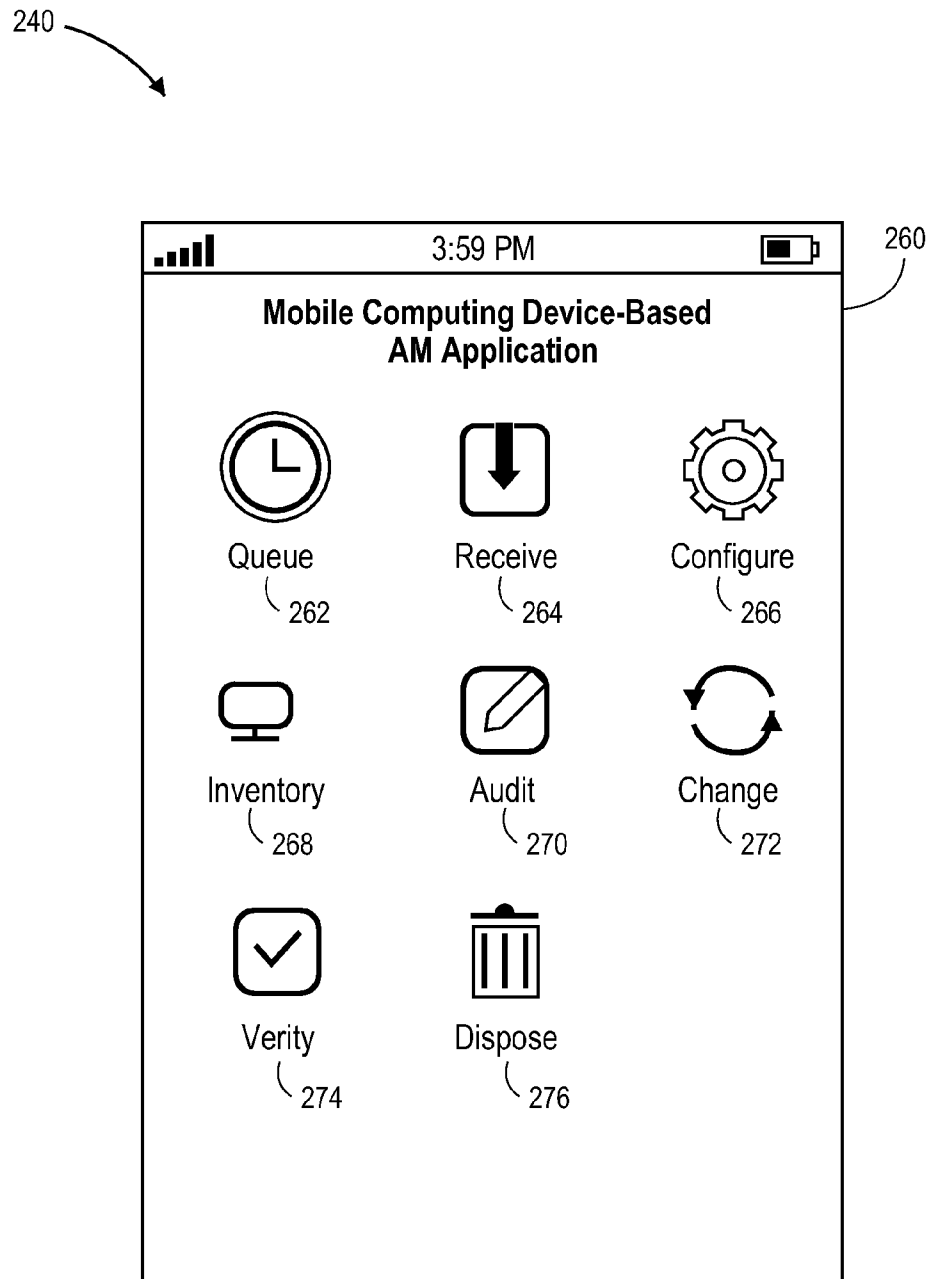 240
3:59 PM
260
Mobile Computing Device-Based
AM Application
Queue
Receive
Configure
262
264
266
Inventory
Audit
Change
268
270
272
Verity
Dispose
274
276